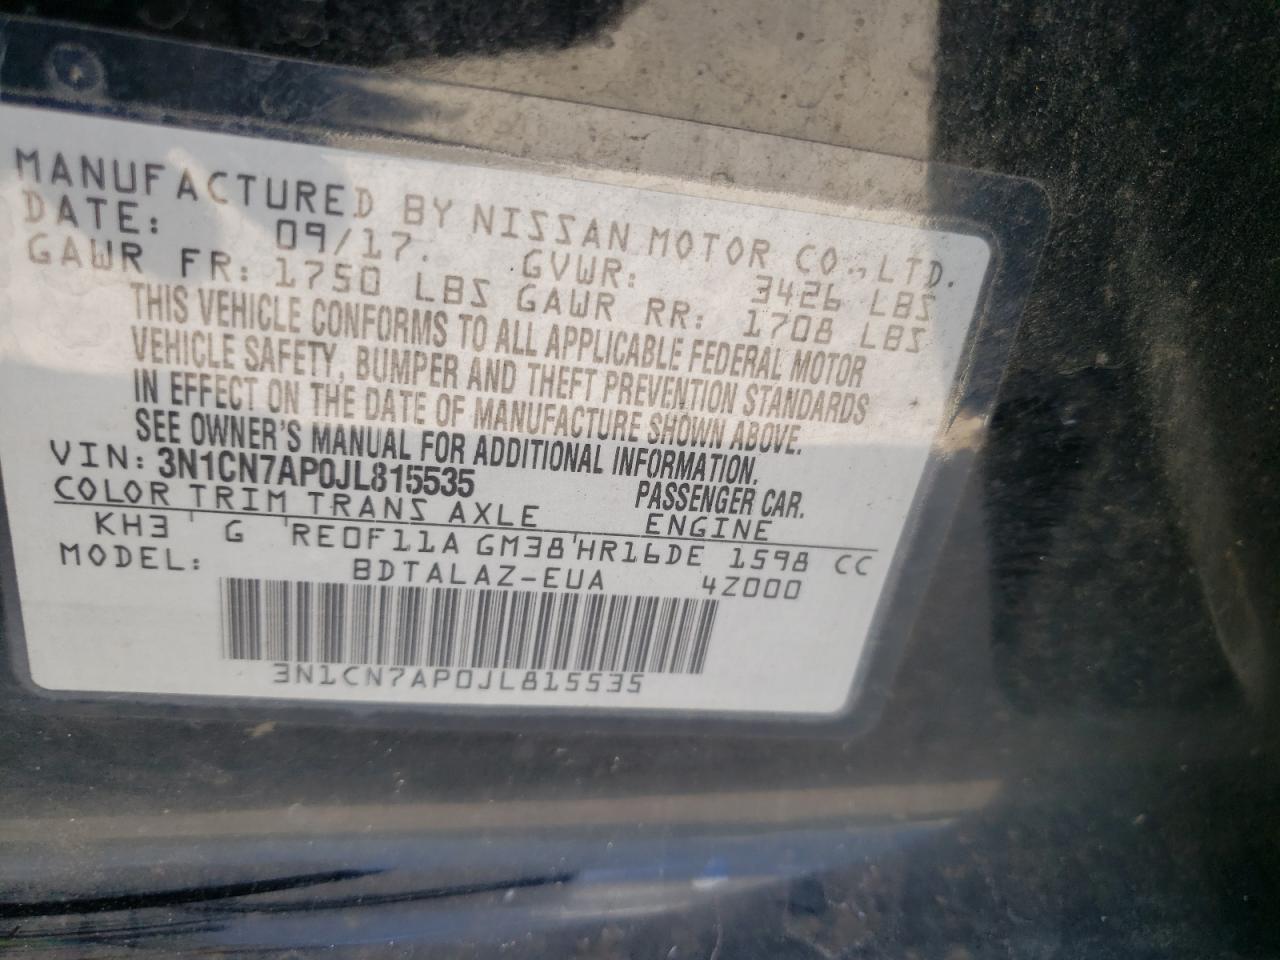 MANUFACTURED BY NISSAN MOTOR CO., LTD.
DATE: 09/17. GVWR: 3426 LBS
GAWR FR: 1750 LBS GAWR RR: 1708 LBS
THIS VEHICLE CONFORMS TO ALL APPLICABLE FEDERAL MOTOR
VEHICLE SAFETY, BUMPER AND THEFT PREVENTION STANDARDS
IN EFFECT ON THE DATE OF MANUFACTURE SHOWN ABOVE.
SEE OWNER'S MANUAL FOR ADDITIONAL INFORMATION.
VIN: 3N1CN7AP0JL815535 PASSENGER CAR.
COLOR TRIM TRANS AXLE ENGINE
KH3 ' G 'RE0F11A GM38'HR16DE 1598 CC
MODEL: BDTALAZ-EUA 4Z000
3N1CN7AP0JL815535